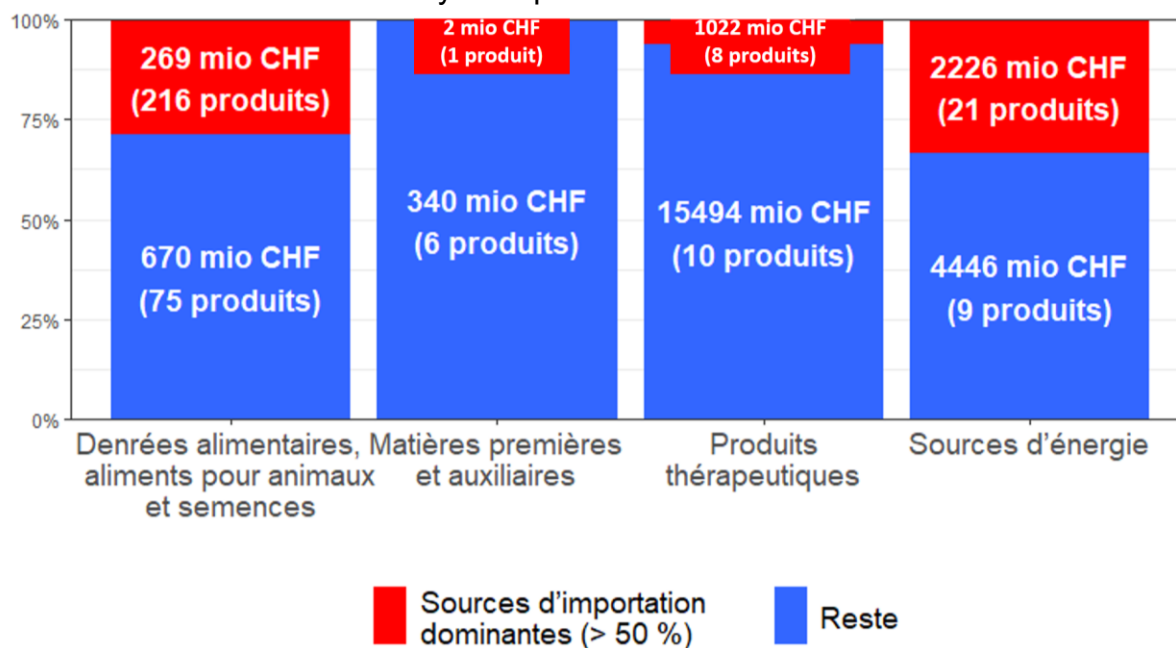 100%
75%
50%
25%
0%
269 mio CHF
(216 produits)
670 mio CHF
(75 produits)
2 mio CHF
(1 produit)
340 mio CHF
(6 produits)
1022 mio CHF
(8 produits)
15494 mio CHF
(10 produits)
2226 mio CHF
(21 produits)
4446 mio CHF
(9 produits)
Denrées alimentaires,
aliments pour animaux
et semences
Matières premières
et auxiliaires
Produits
thérapeutiques
Sources d’énergie
Sources d’importation
dominantes (> 50 %)
Reste